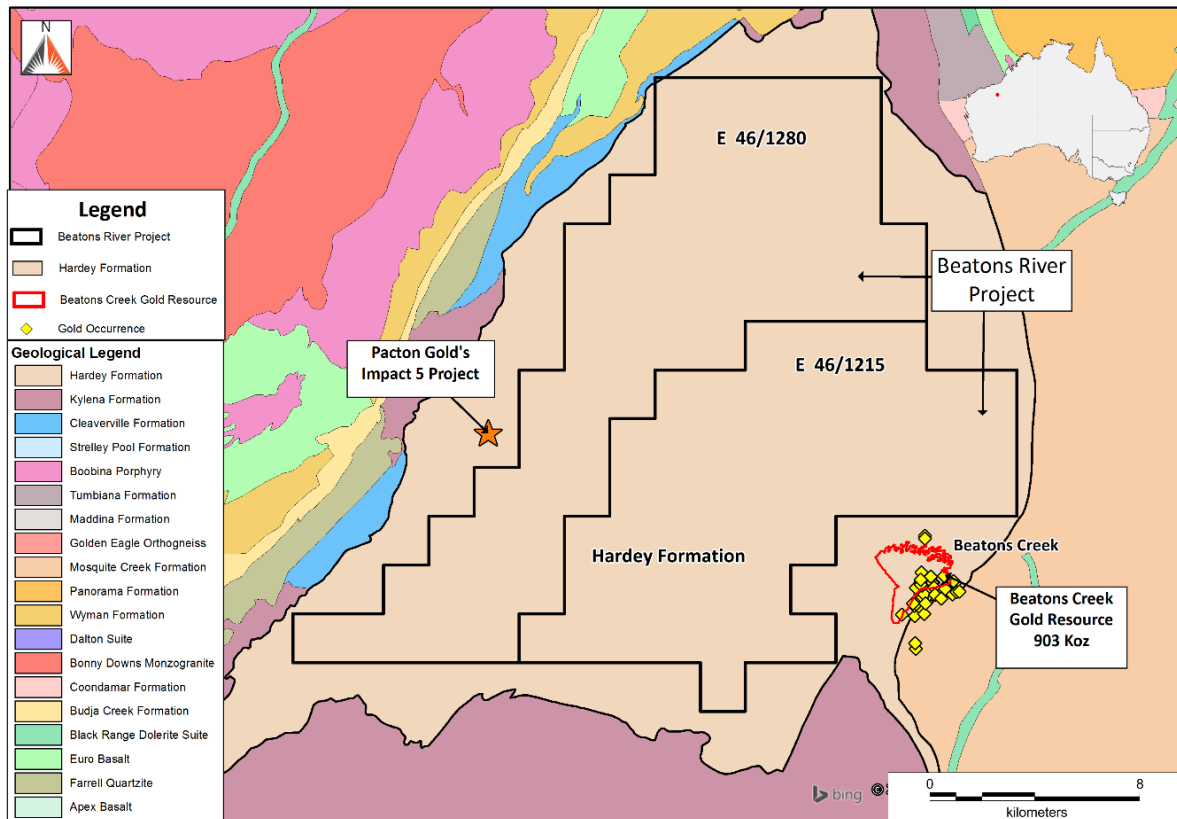 N
E 46/1280
Legend
Beatons River Project
Hardey Formation
Beatons Creek Gold Resource
Gold Occurrence
Geological Legend
Hardey Formation
Kylena Formation
Cleaverville Formation
Strelley Pool Formation
Boobina Porphyry
Tumbiana Formation
Maddina Formation
Golden Eagle Orthogneiss
Mosquite Creek Formation
Panorama Formation
Wyman Formation
Dalton Suite
Bonny Downs Monzogranite
Coondamar Formation
Budja Creek Formation
Black Range Dolerite Suite
Euro Basalt
Farrell Quartzite
Apex Basalt
Beatons River
Project
Pacton Gold's
Impact 5 Project
E 46/1215
Hardey Formation
Beatons Creek
Beatons Creek
Gold Resource
903 Koz
bing ©
0 8
kilometers